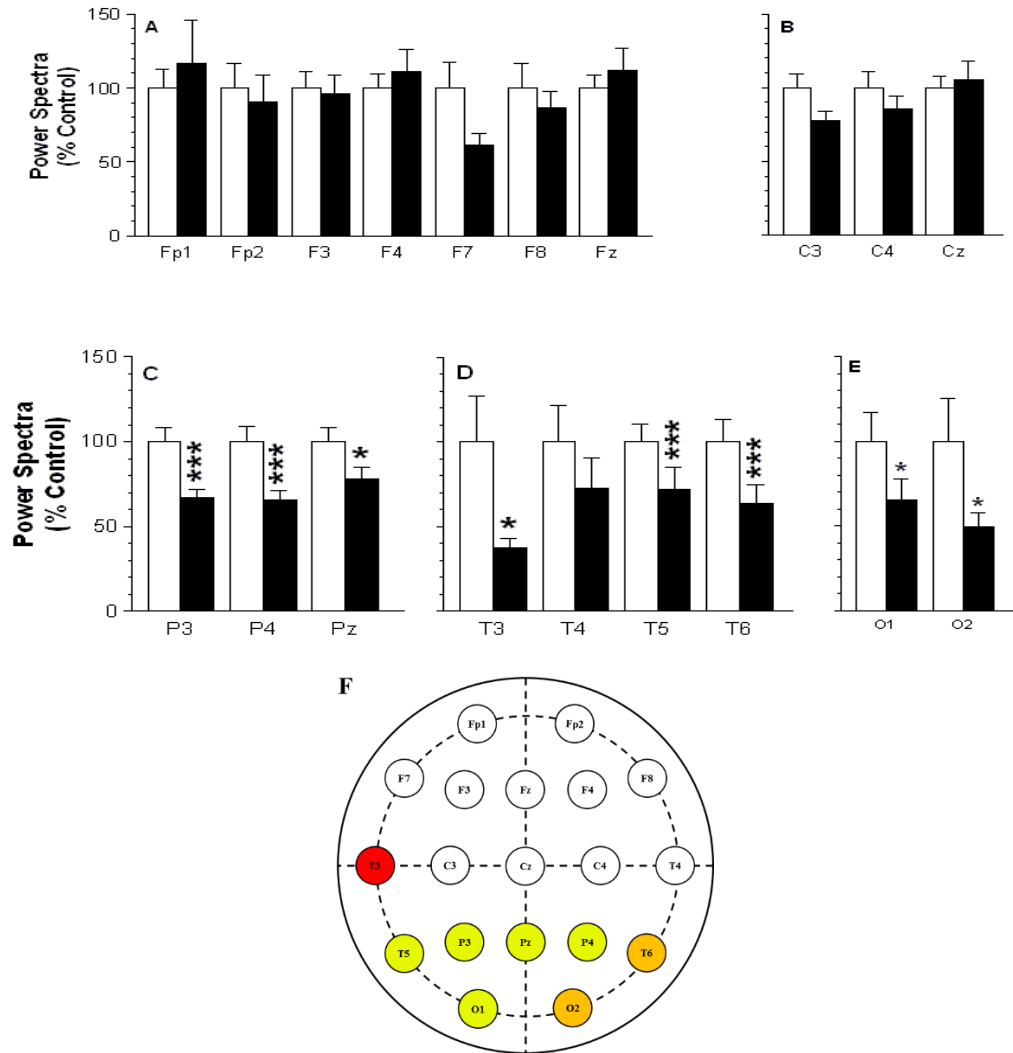 A
B
150
100
50
0
Power Spectra
(% Control)
Fp1 Fp2 F3 F4 F7 F8 Fz
C3 C4 Cz
C
D
E
150
100
50
0
Power Spectra
(% Control)
*** *** *
* *** ***
* *
P3 P4 Pz
T3 T4 T5 T6
O1 O2
F
Fp1 Fp2
F7 F3 Fz F4 F8
T3 C3 Cz C4 T4
T5 P3 Pz P4 T6
O1 O2